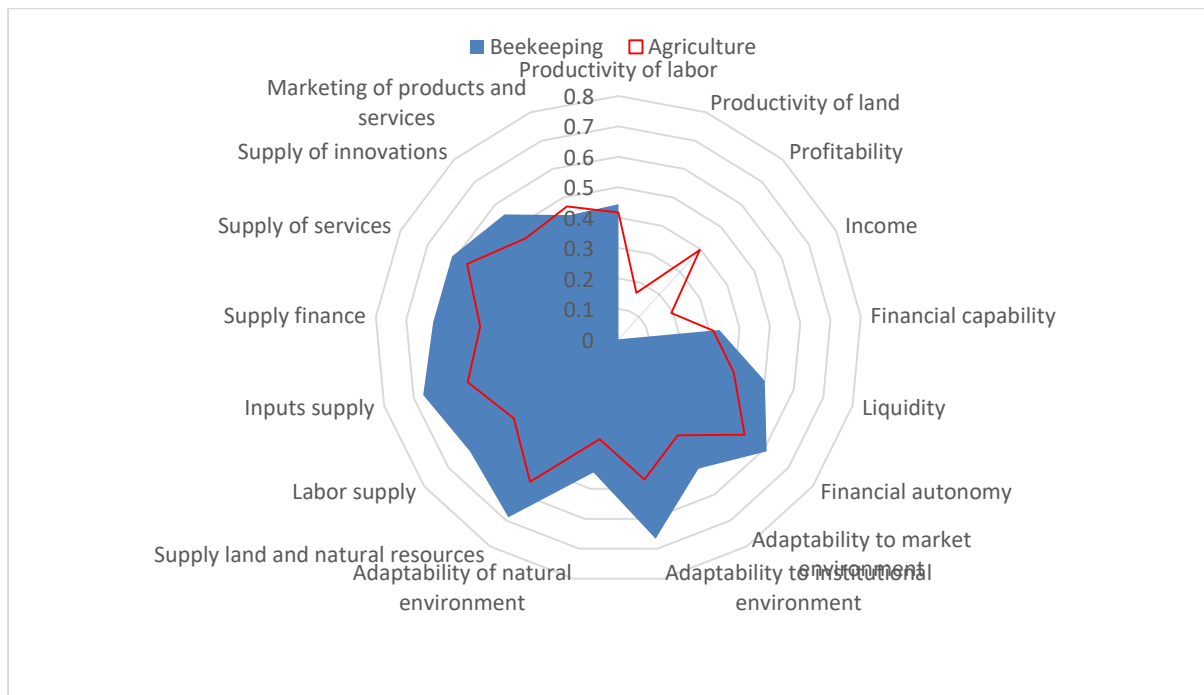 Beekeeping Agriculture
Productivity of labor
Marketing of products and
services
Productivity of land
Supply of innovations
Profitability
Supply of services
Income
Supply finance
Financial capability
Inputs supply
Liquidity
Labor supply
Financial autonomy
Supply land and natural resources
Adaptability to market
environment
Adaptability of natural
environment
Adaptability to institutional
environment
0.8
0.7
0.6
0.5
0.4
0.3
0.2
0.1
0